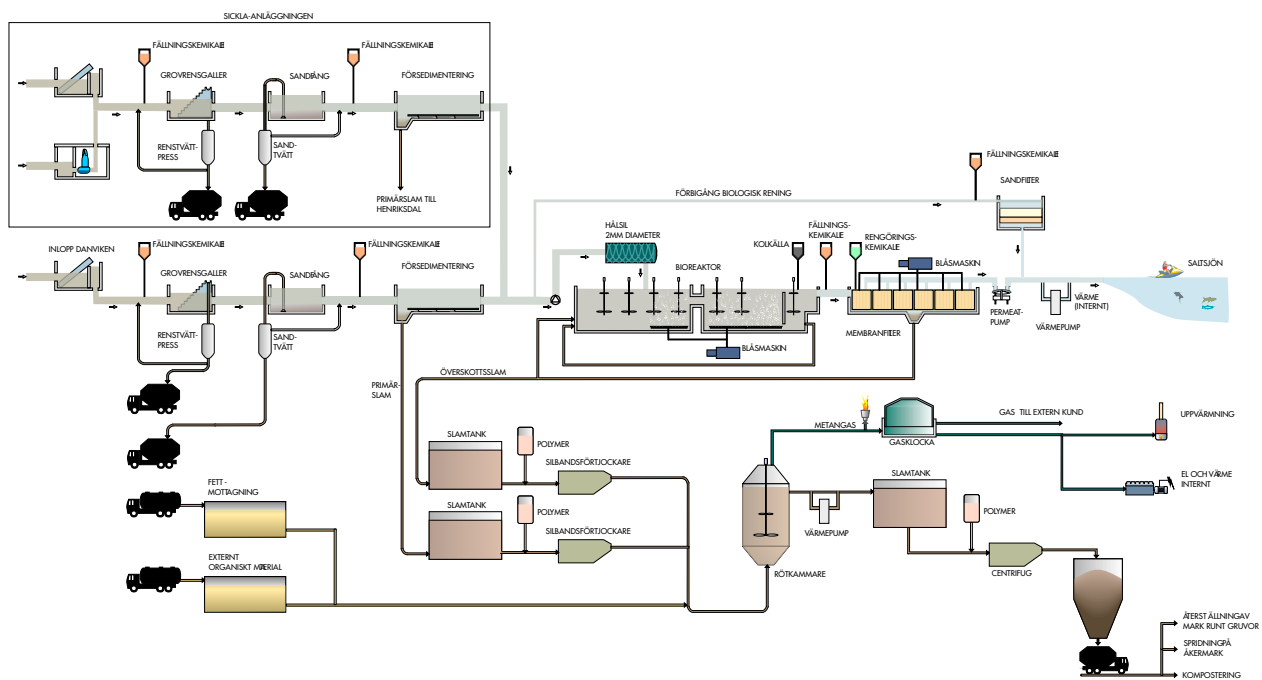 SICKLA-ANLÄGGNINGEN
FÄLLNINGSKEMIKALIE
FÄLLNINGSKEMIKALIE
GROVRENSGALLER
SANDFÅNG
FÖRSEDIMENTERING
RENSTVÄTT-
PRESS
SAND-
TVÄTT
PRIMÄRSLAM TILL
HENRIKSDAL
FÄLLNINGSKEMIKALIE
SANDFILTER
FÖRBIGÅNG BIOLOGISK RENING
INLOPP DANVIKEN
FÄLLNINGSKEMIKALIE
FÄLLNINGSKEMIKALIE
GROVRENSGALLER
SANDFÅNG
FÖRSEDIMENTERING
HÅLSIL
2MM DIAMETER
BIOREAKTOR
KOLKÄLLA
FÄLLNINGS-
KEMIKALIE
RENGÖRINGS-
KEMIKALIE
BLÅSMASKIN
SALTSJÖN
RENSTVÄTT-
PRESS
SAND-
TVÄTT
BLÅSMASKIN
MEMBRANFILTER
PERMEAT-
PUMP
VÄRMEPUMP
VÄRME
(INTERNT)
PRIMÄR-
SLAM
ÖVERSKOTTSSLAM
METANGAS
GASKLOCKA
GAS TILL EXTERN KUND
UPPVÄRMNING
SLAMTANK
POLYMER
SILBANDSFÖRTJOCKARE
EL OCH VÄRME
INTERNT
FETT-
MOTTAGNING
SLAMTANK
POLYMER
SILBANDSFÖRTJOCKARE
SLAMTANK
POLYMER
VÄRMEPUMP
EXTERNT
ORGANISKT MATERIAL
RÖTKAMMARE
CENTRIFUG
ÅTERSTÄLLNING AV
MARK RUNT GRUVOR
SPRIDNING PÅ
ÅKERMARK
KOMPOSTERING